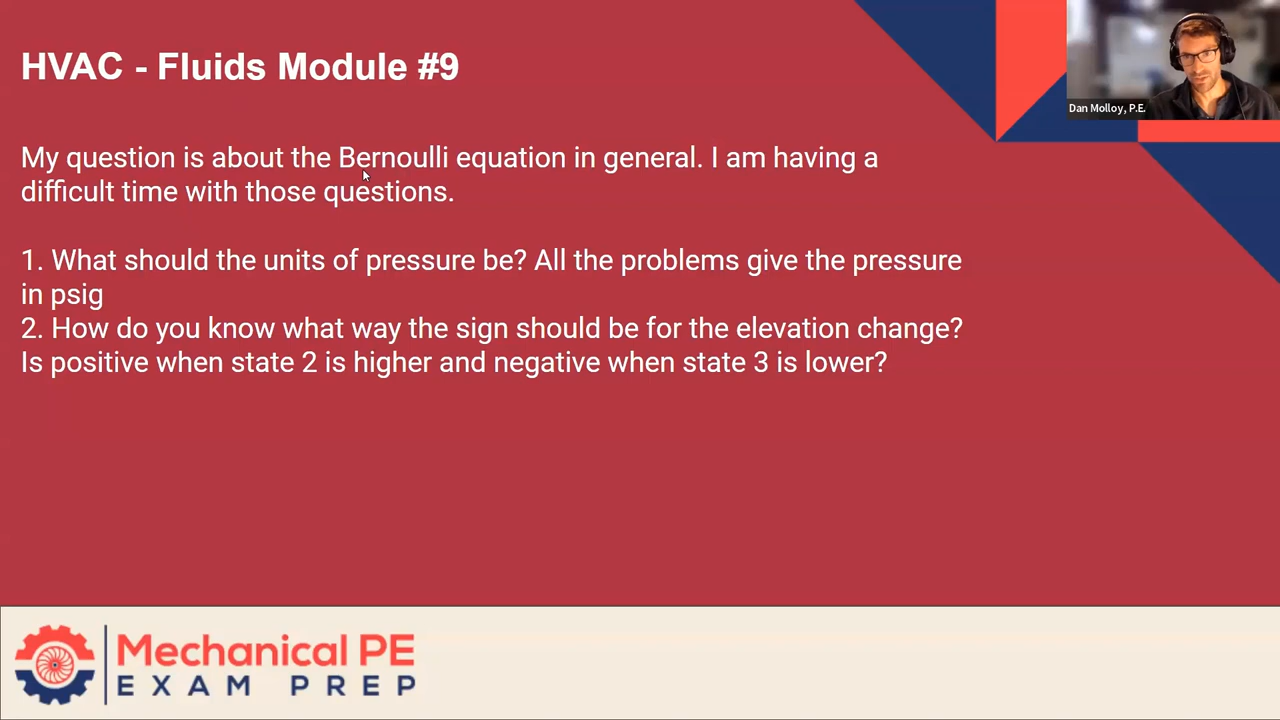 HVAC - Fluids Module #9
Dan Molloy, P.E.
My question is about the Bernoulli equation in general. I am having a
difficult time with those questions.
1. What should the units of pressure be? All the problems give the pressure
in psig
2. How do you know what way the sign should be for the elevation change?
Is positive when state 2 is higher and negative when state 3 is lower?
Mechanical PE
EXAM PREP